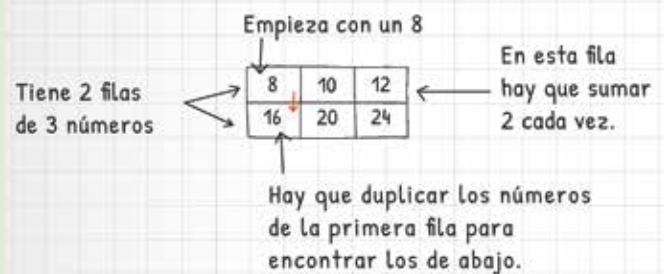 Empieza con un 8
Tiene 2 filas
de 3 números
8 10 12
16 20 24
En esta fila
hay que sumar
2 cada vez.
Hay que duplicar los números
de la primera fila para
encontrar los de abajo.